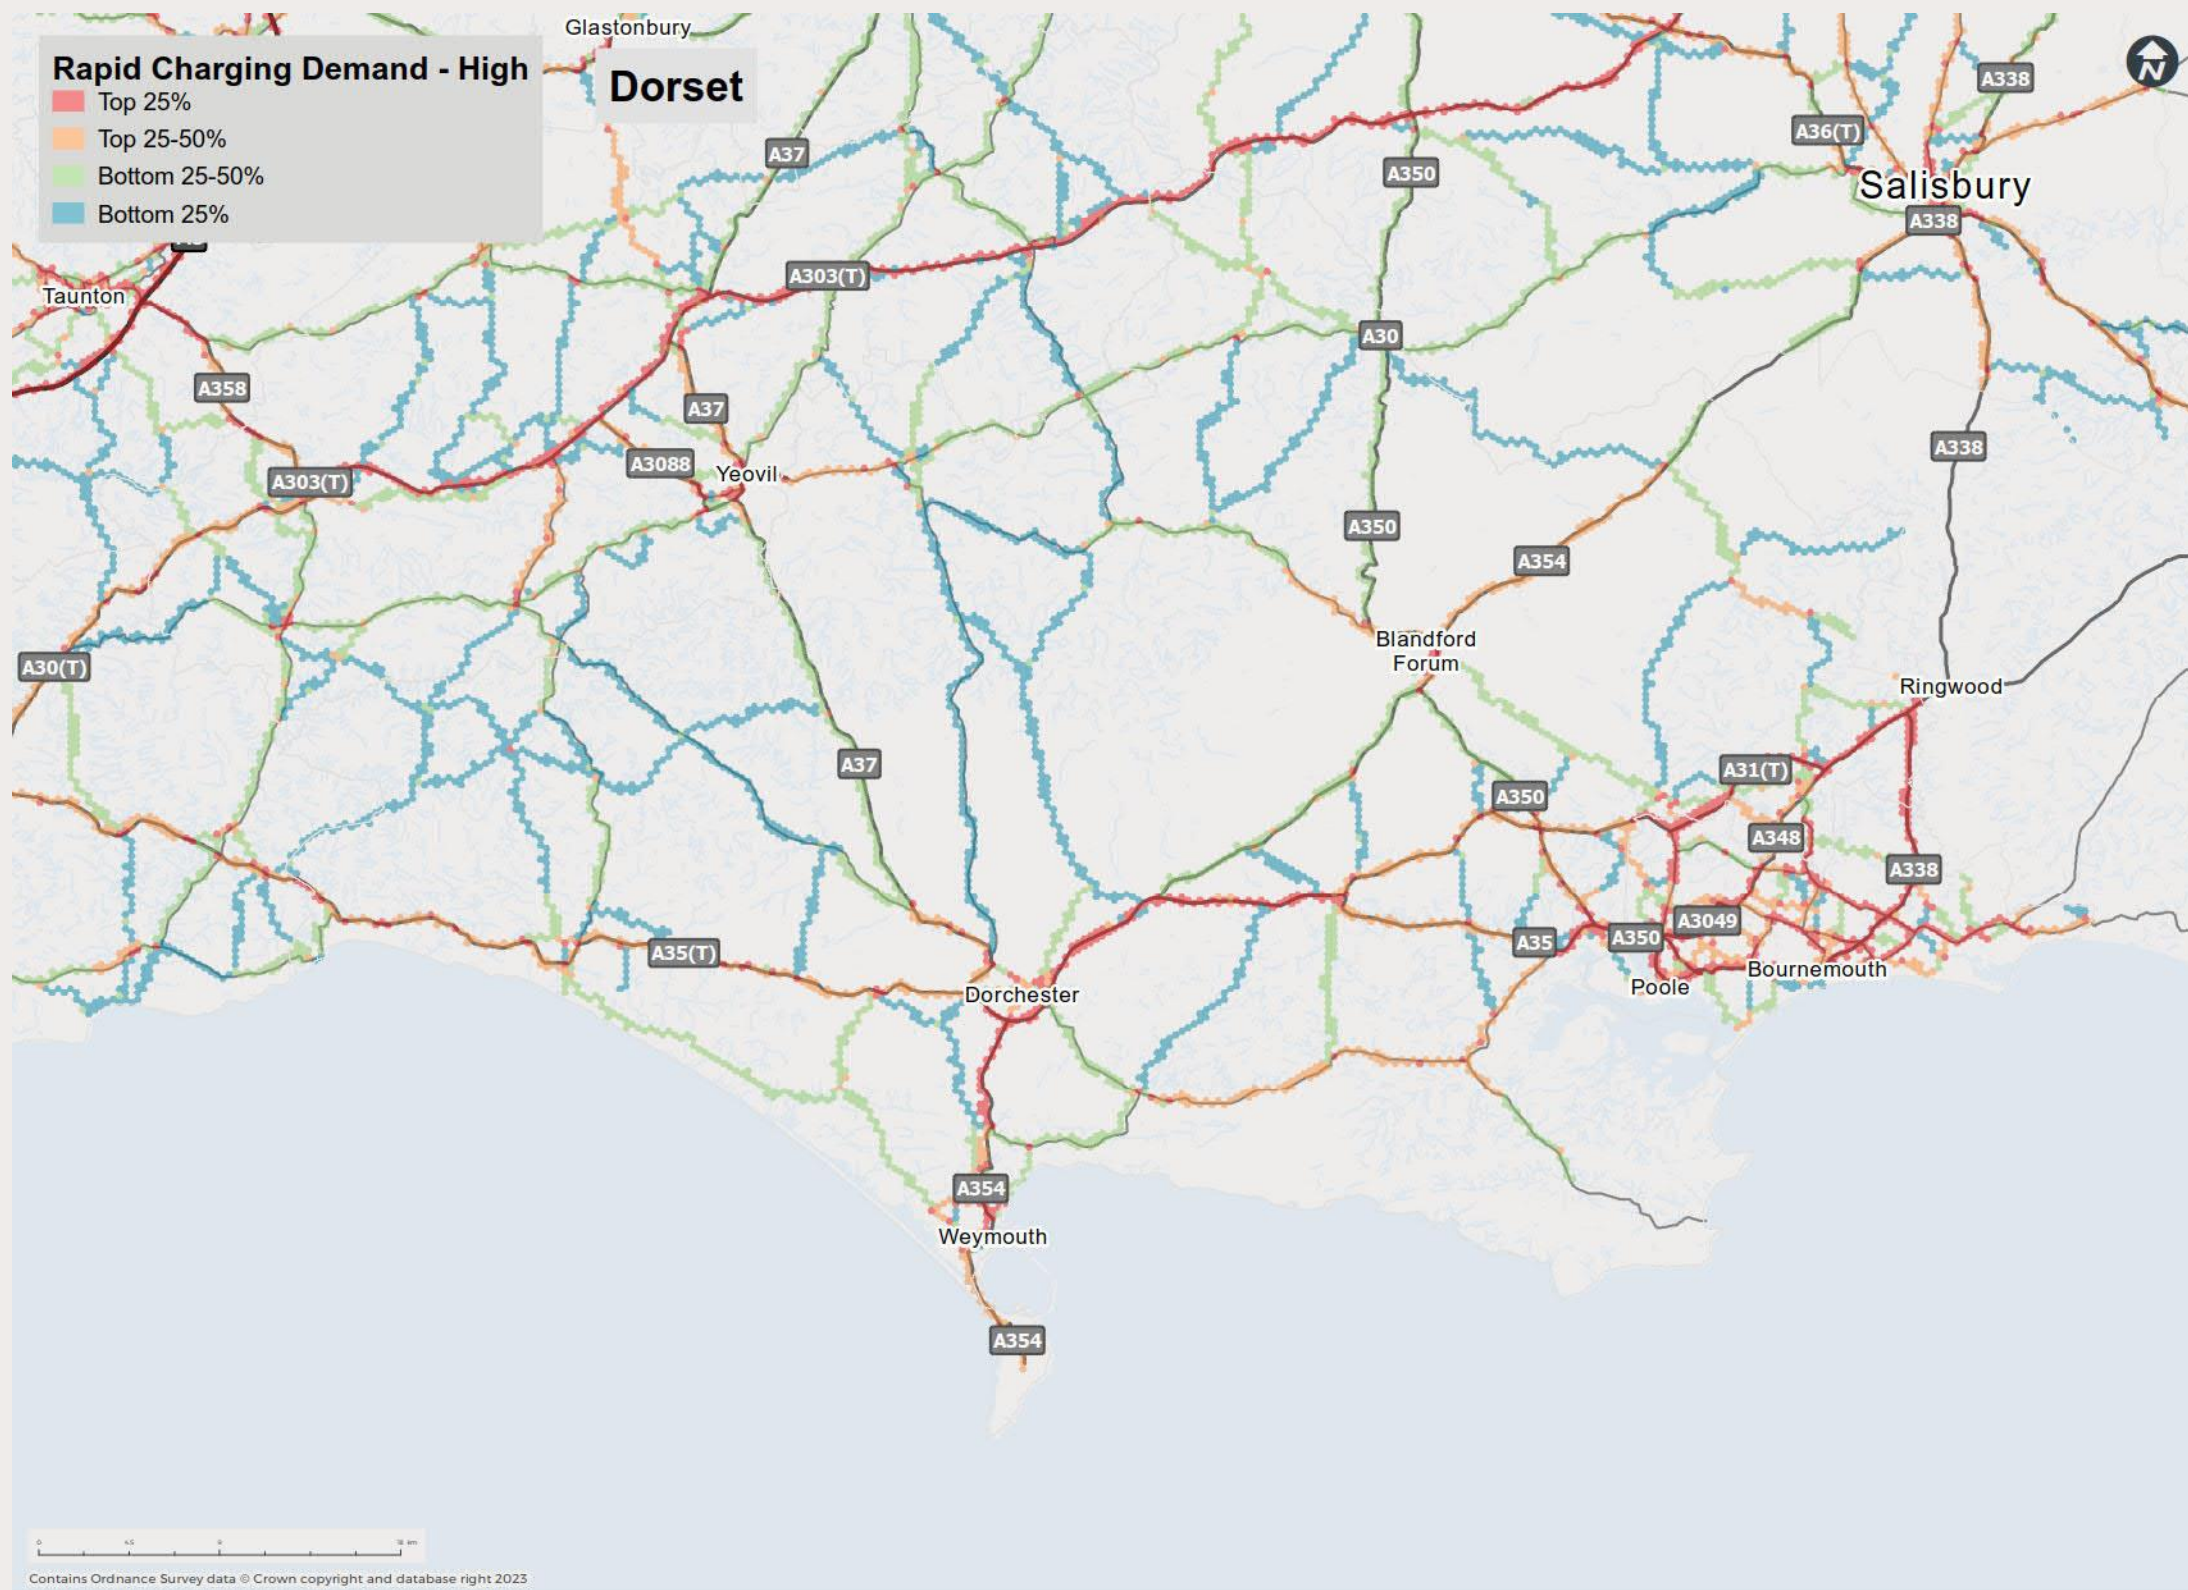 Glastonbury
Rapid Charging Demand - High
Top 25%
Top 25-50%
Bottom 25-50%
Bottom 25%
Dorset
N
A338
A36(T)
A37
A350
Salisbury
A338
A303(T)
Taunton
A30
A358
A37
A338
A3088
Yeovil
A303(T)
A350
A354
Blandford
Forum
A30(T)
Ringwood
A37
A31(T)
A350
A348
A338
A3049
A350
A35
A35(T)
Bournemouth
Poole
Dorchester
A354
Weymouth
A354
Contains Ordnance Survey data © Crown copyright and database right 2023